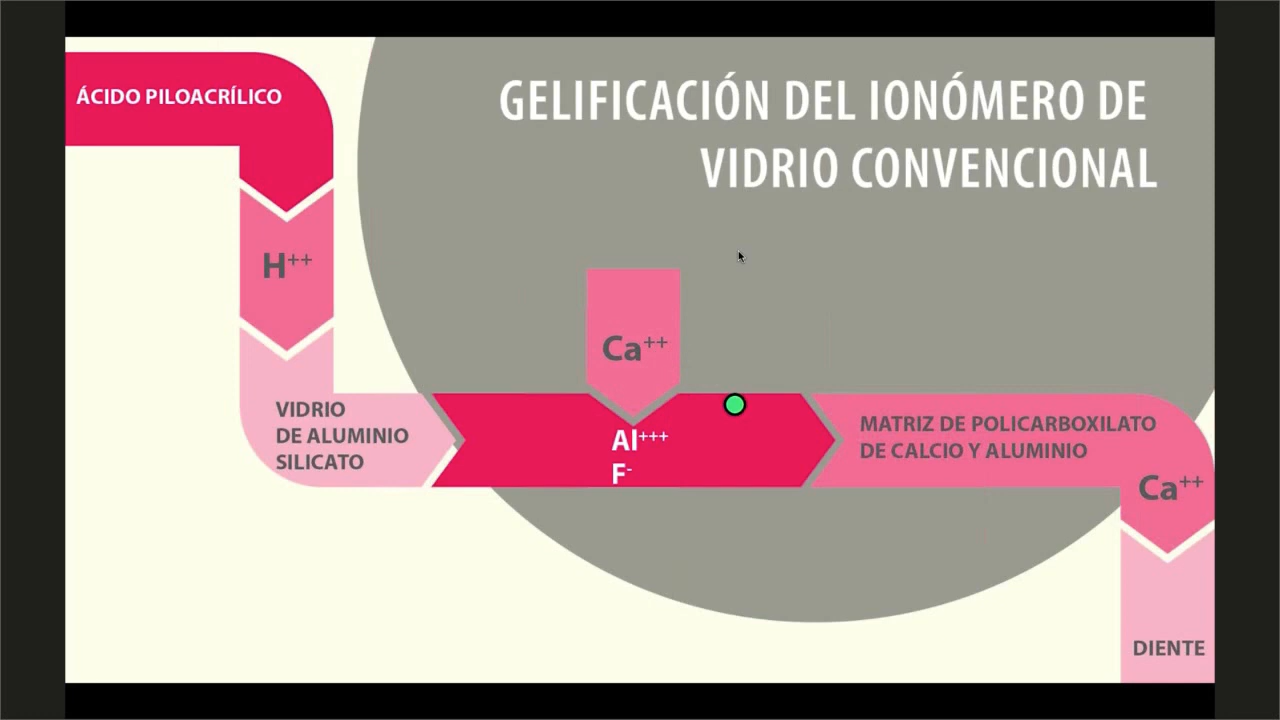 ÁCIDO PILOACRÍLICO
GELIFICACIÓN DEL IONÓMERO DE
VIDRIO CONVENCIONAL
H++
Ca++
VIDRIO
DE ALUMINIO
SILICATO
Al+++
F-
MATRIZ DE POLICARBOXILATO
DE CALCIO Y ALUMINIO
Ca++
DIENTE